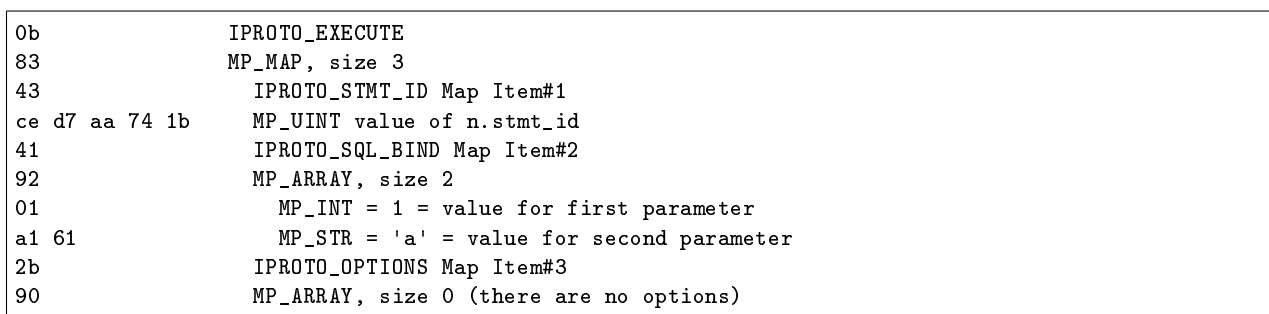 0b               IPROTO_EXECUTE
83               MP_MAP, size 3
43                 IPROTO_STMT_ID Map Item#1
ce d7 aa 74 1b     MP_UINT value of n.stmt_id
41                 IPROTO_SQL_BIND Map Item#2
92                 MP_ARRAY, size 2
01                   MP_INT = 1 = value for first parameter
a1 61                MP_STR = 'a' = value for second parameter
2b                 IPROTO_OPTIONS Map Item#3
90                 MP_ARRAY, size 0 (there are no options)